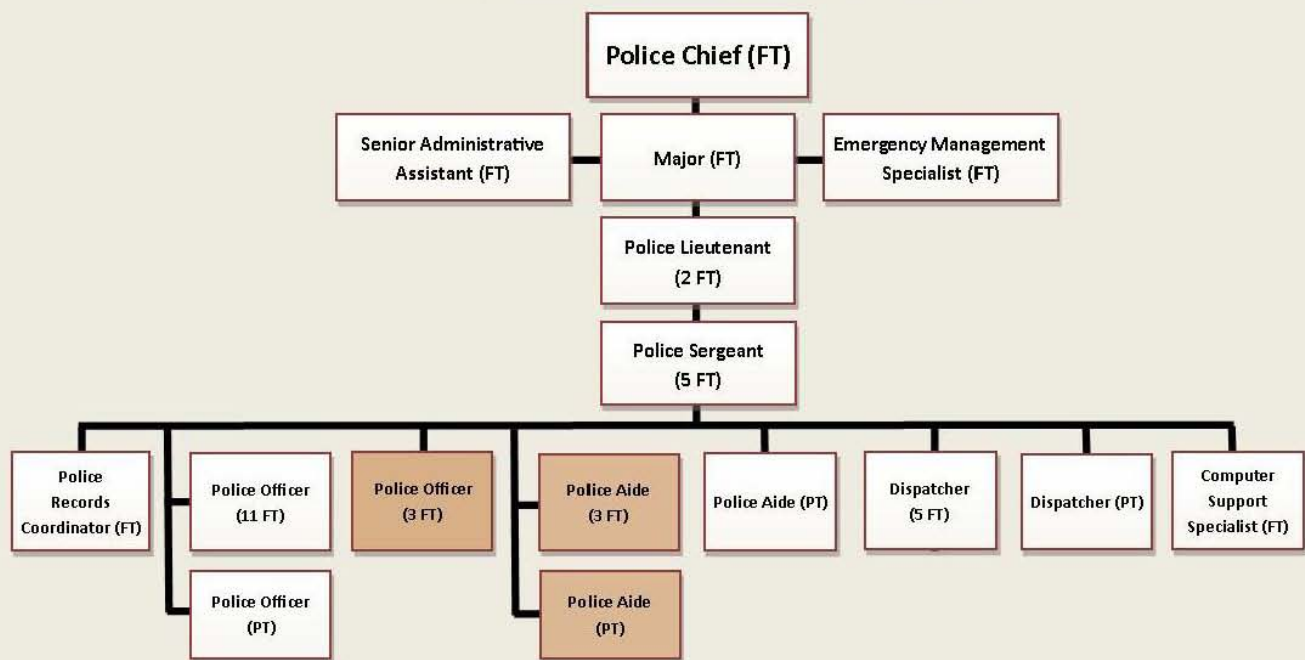 Police Chief (FT)
Senior Administrative
Assistant (FT)
Major (FT)
Emergency Management
Specialist (FT)
Police Lieutenant
(2 FT)
Police Sergeant
(5 FT)
Police
Records
Coordinator (FT)
Police Officer
(11 FT)
Police Officer
(3 FT)
Police Aide
(3 FT)
Police Aide (PT)
Dispatcher
(5 FT)
Dispatcher (PT)
Computer
Support
Specialist (FT)
Police Officer
(PT)
Police Aide
(PT)